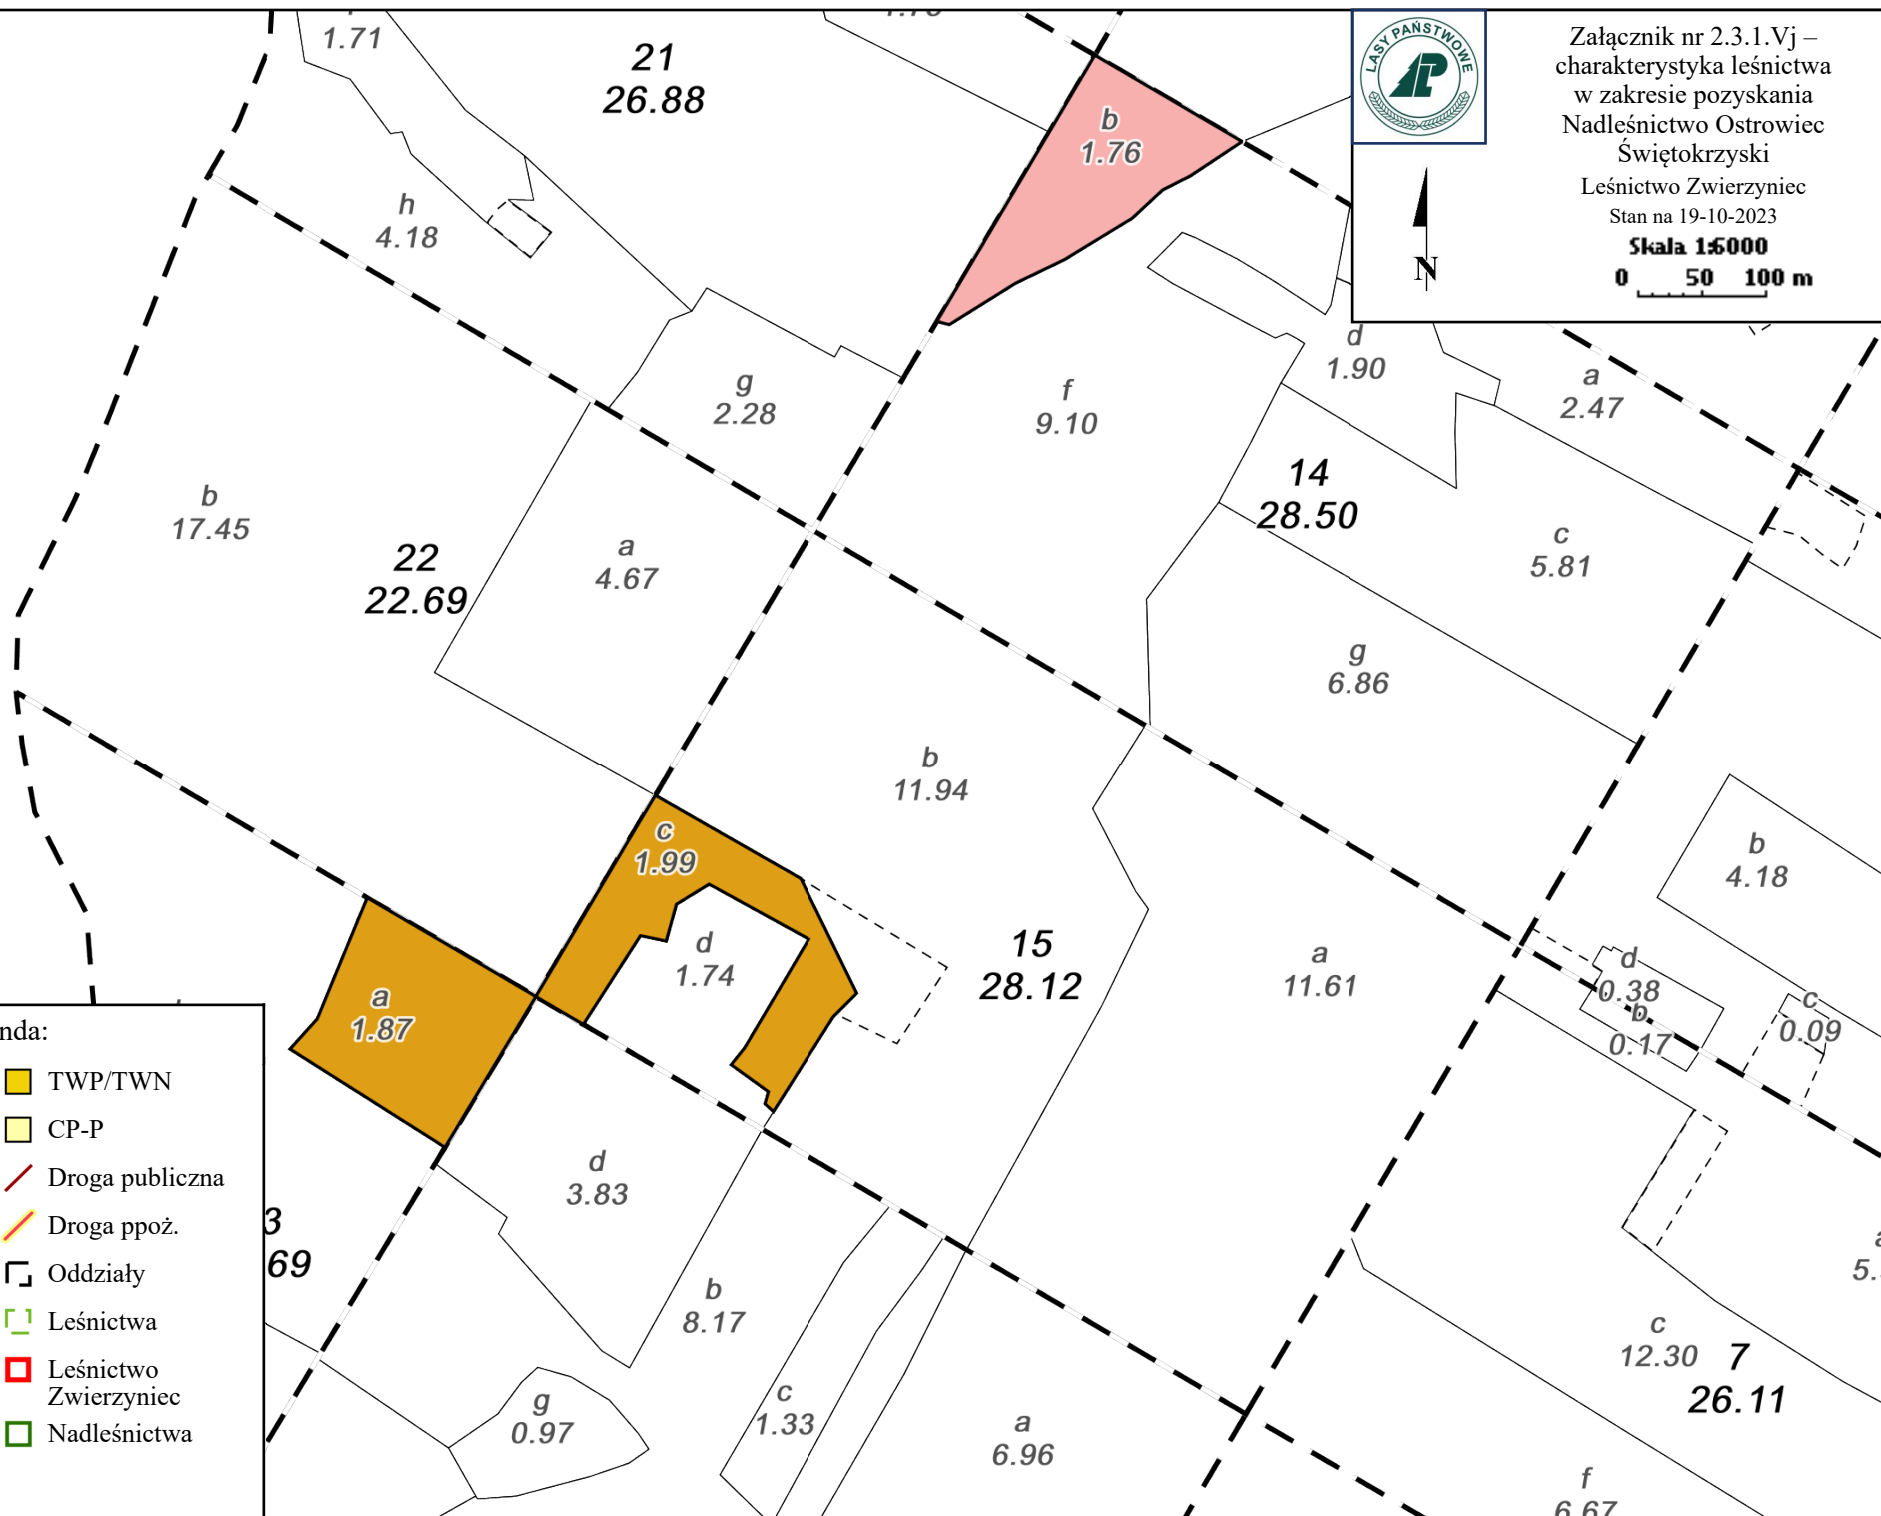 1.71
21
26.88
h
4.18
b
1.76
LASY PAŃSTWOWE
Załącznik nr 2.3.1.Vj –
charakterystyka leśnictwa
w zakresie pozyskania
Nadleśnictwo Ostrowiec
Świętokrzyski
Leśnictwo Zwierzyniec
Stan na 19-10-2023
Skala 1:6000
0 50 100 m
N
g
2.28
f
9.10
d
1.90
a
2.47
14
28.50
b
17.45
22
22.69
a
4.67
c
5.81
g
6.86
b
11.94
c
1.99
b
4.18
d
1.74
15
28.12
a
11.61
d
0.38
b
0.17
c
0.09
a
1.87
d
3.83
b
8.17
3
69
g
0.97
c
1.33
a
6.96
c
12.30
7
26.11
5.
f
6.67
nda:
TWP/TWN
CP-P
Droga publiczna
Droga ppoż.
Oddziały
Leśnictwa
Leśnictwo
Zwierzyniec
Nadleśnictwa